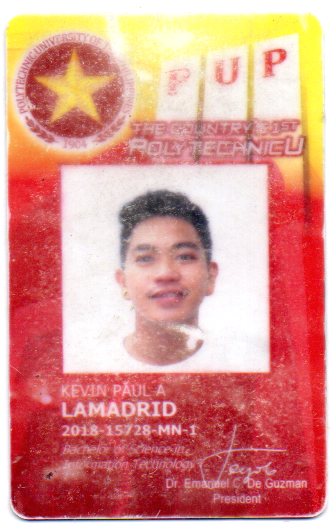 POLYTECHNIC UNIVERSITY OF THE PHILIPPINES
1904
PUP
THE COUNTRY'S 1ST
POLYTECHNICU
KEVIN PAUL A
LAMADRID
2018-15728-MN-1
Bachelor of Science in
Information Technology
Dr. Emanuel C. De Guzman
President